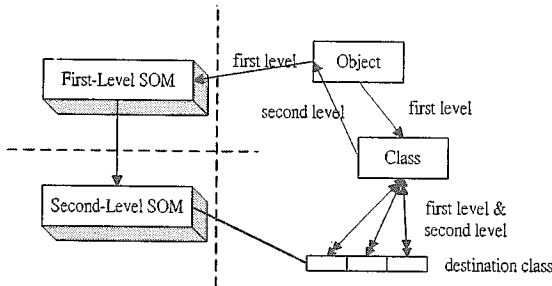 first level
Object
First-Level SOM
second level
first level
Class
Second-Level SOM
first level &
second level
destination class